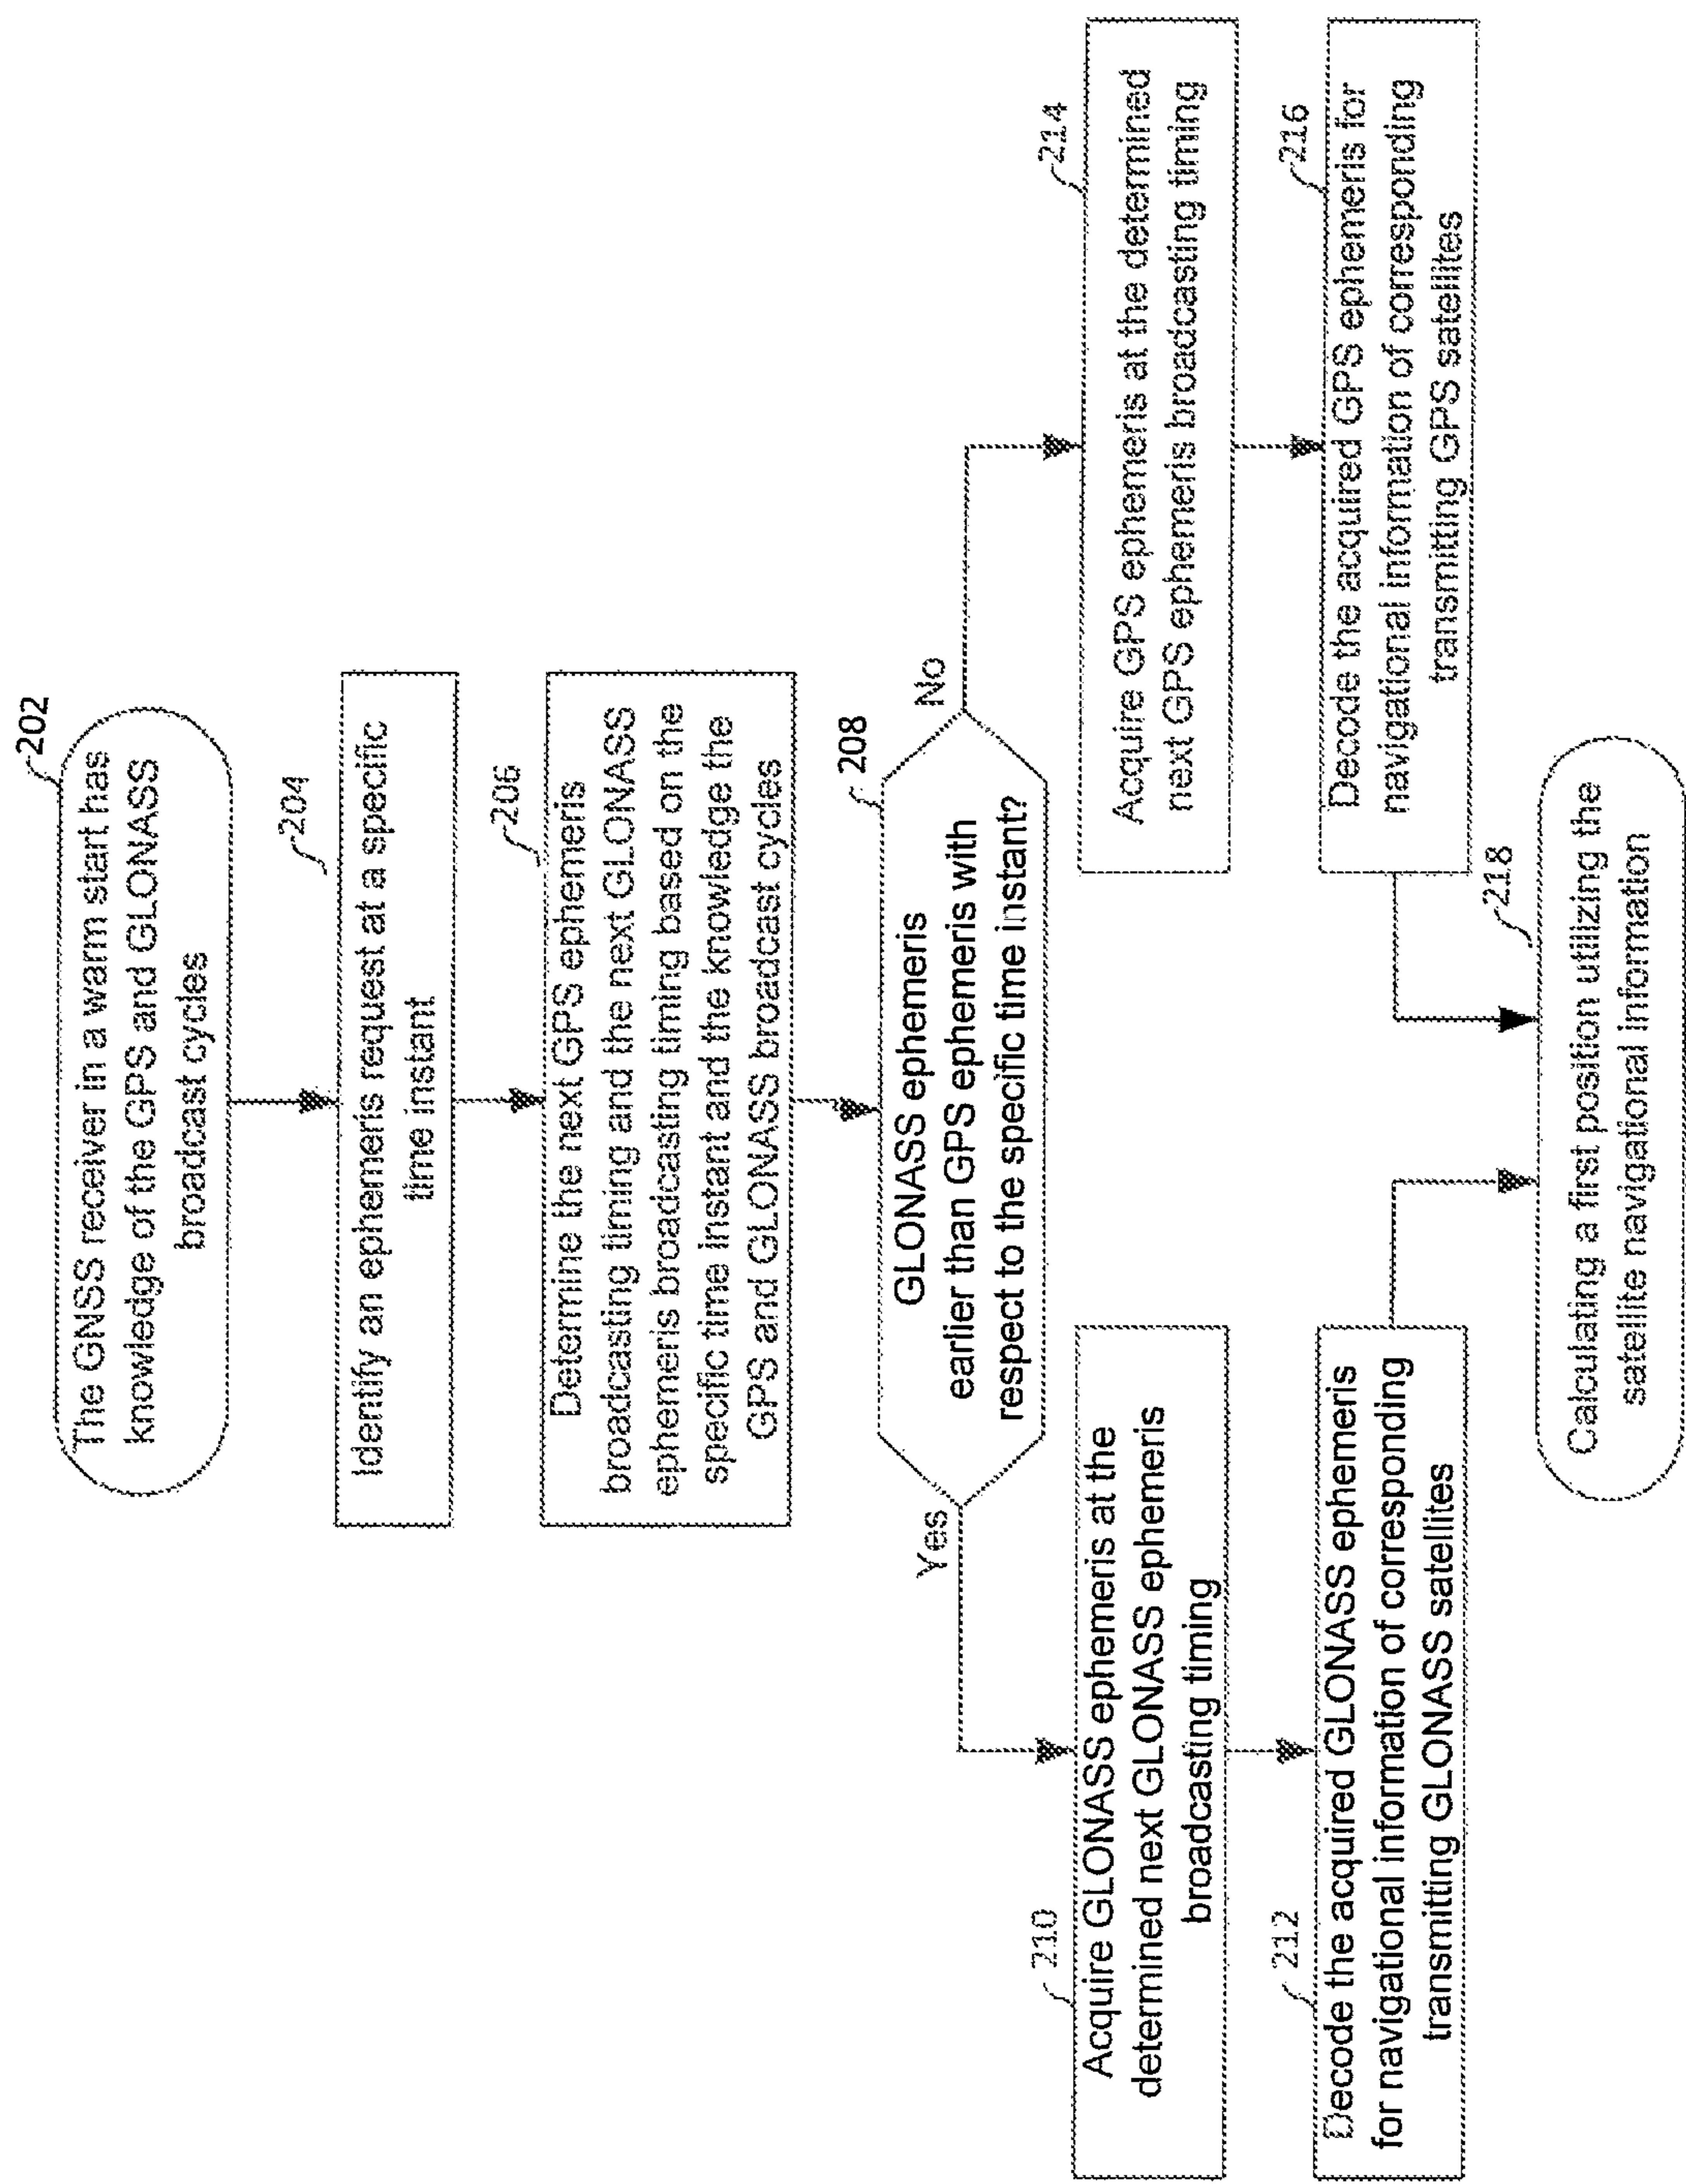 202
The GNSS receiver in a warm start has
knowledge of the GPS and GLONASS
broadcast cycles
204
Identify an ephemeris request at a specific
time instant
206
Determine the next GPS ephemeris
broadcasting timing and the next GLONASS
ephemeris broadcasting timing based on the
specific time instant and the knowledge the
GPS and GLONASS broadcast cycles
208
GLONASS ephemeris
earlier than GPS ephemeris with
respect to the specific time instant?
Yes
No
210
Acquire GLONASS ephemeris at the
determined next GLONASS ephemeris
broadcasting timing
212
Decode the acquired GLONASS ephemeris
for navigational information of corresponding
transmitting GLONASS satellites
214
Acquire GPS ephemeris at the determined
next GPS ephemeris broadcasting timing
216
Decode the acquired GPS ephemeris for
navigational information of corresponding
transmitting GPS satellites
218
Calculating a first position utilizing the
satellite navigational information